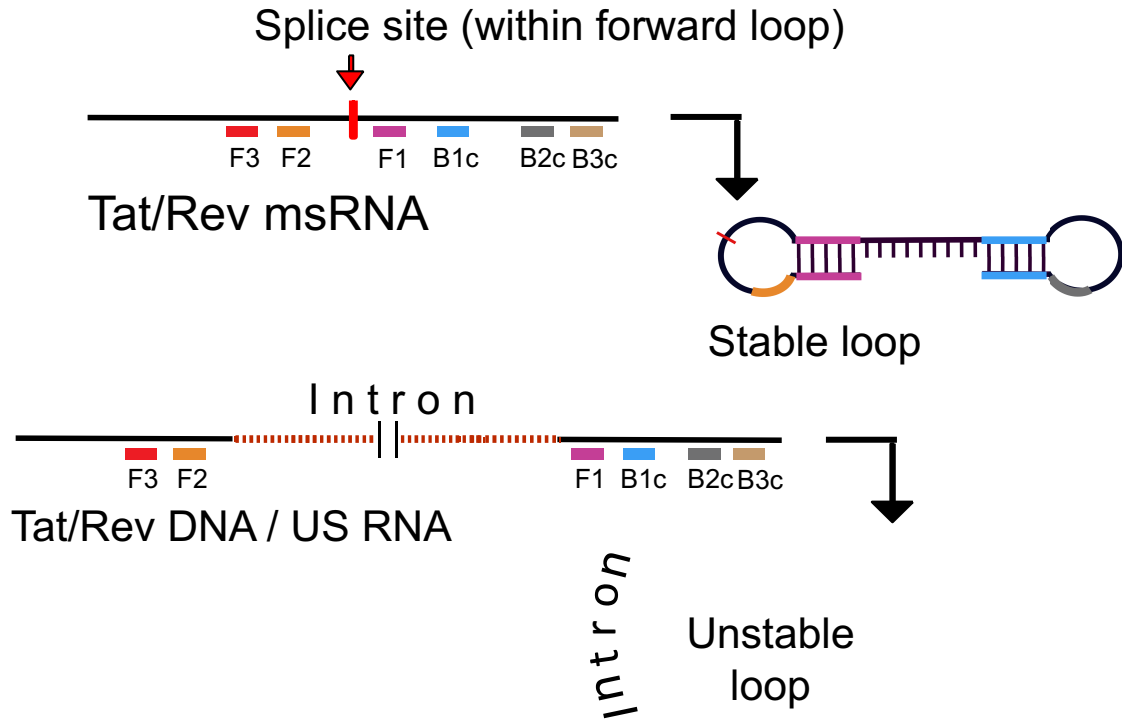 Splice site (within forward loop)
F3 F2 F1 B1c B2c B3c
Tat/Rev msRNA
Stable loop
Intron
F3 F2 F1 B1c B2c B3c
Tat/Rev DNA / US RNA
Intron
Unstable
loop